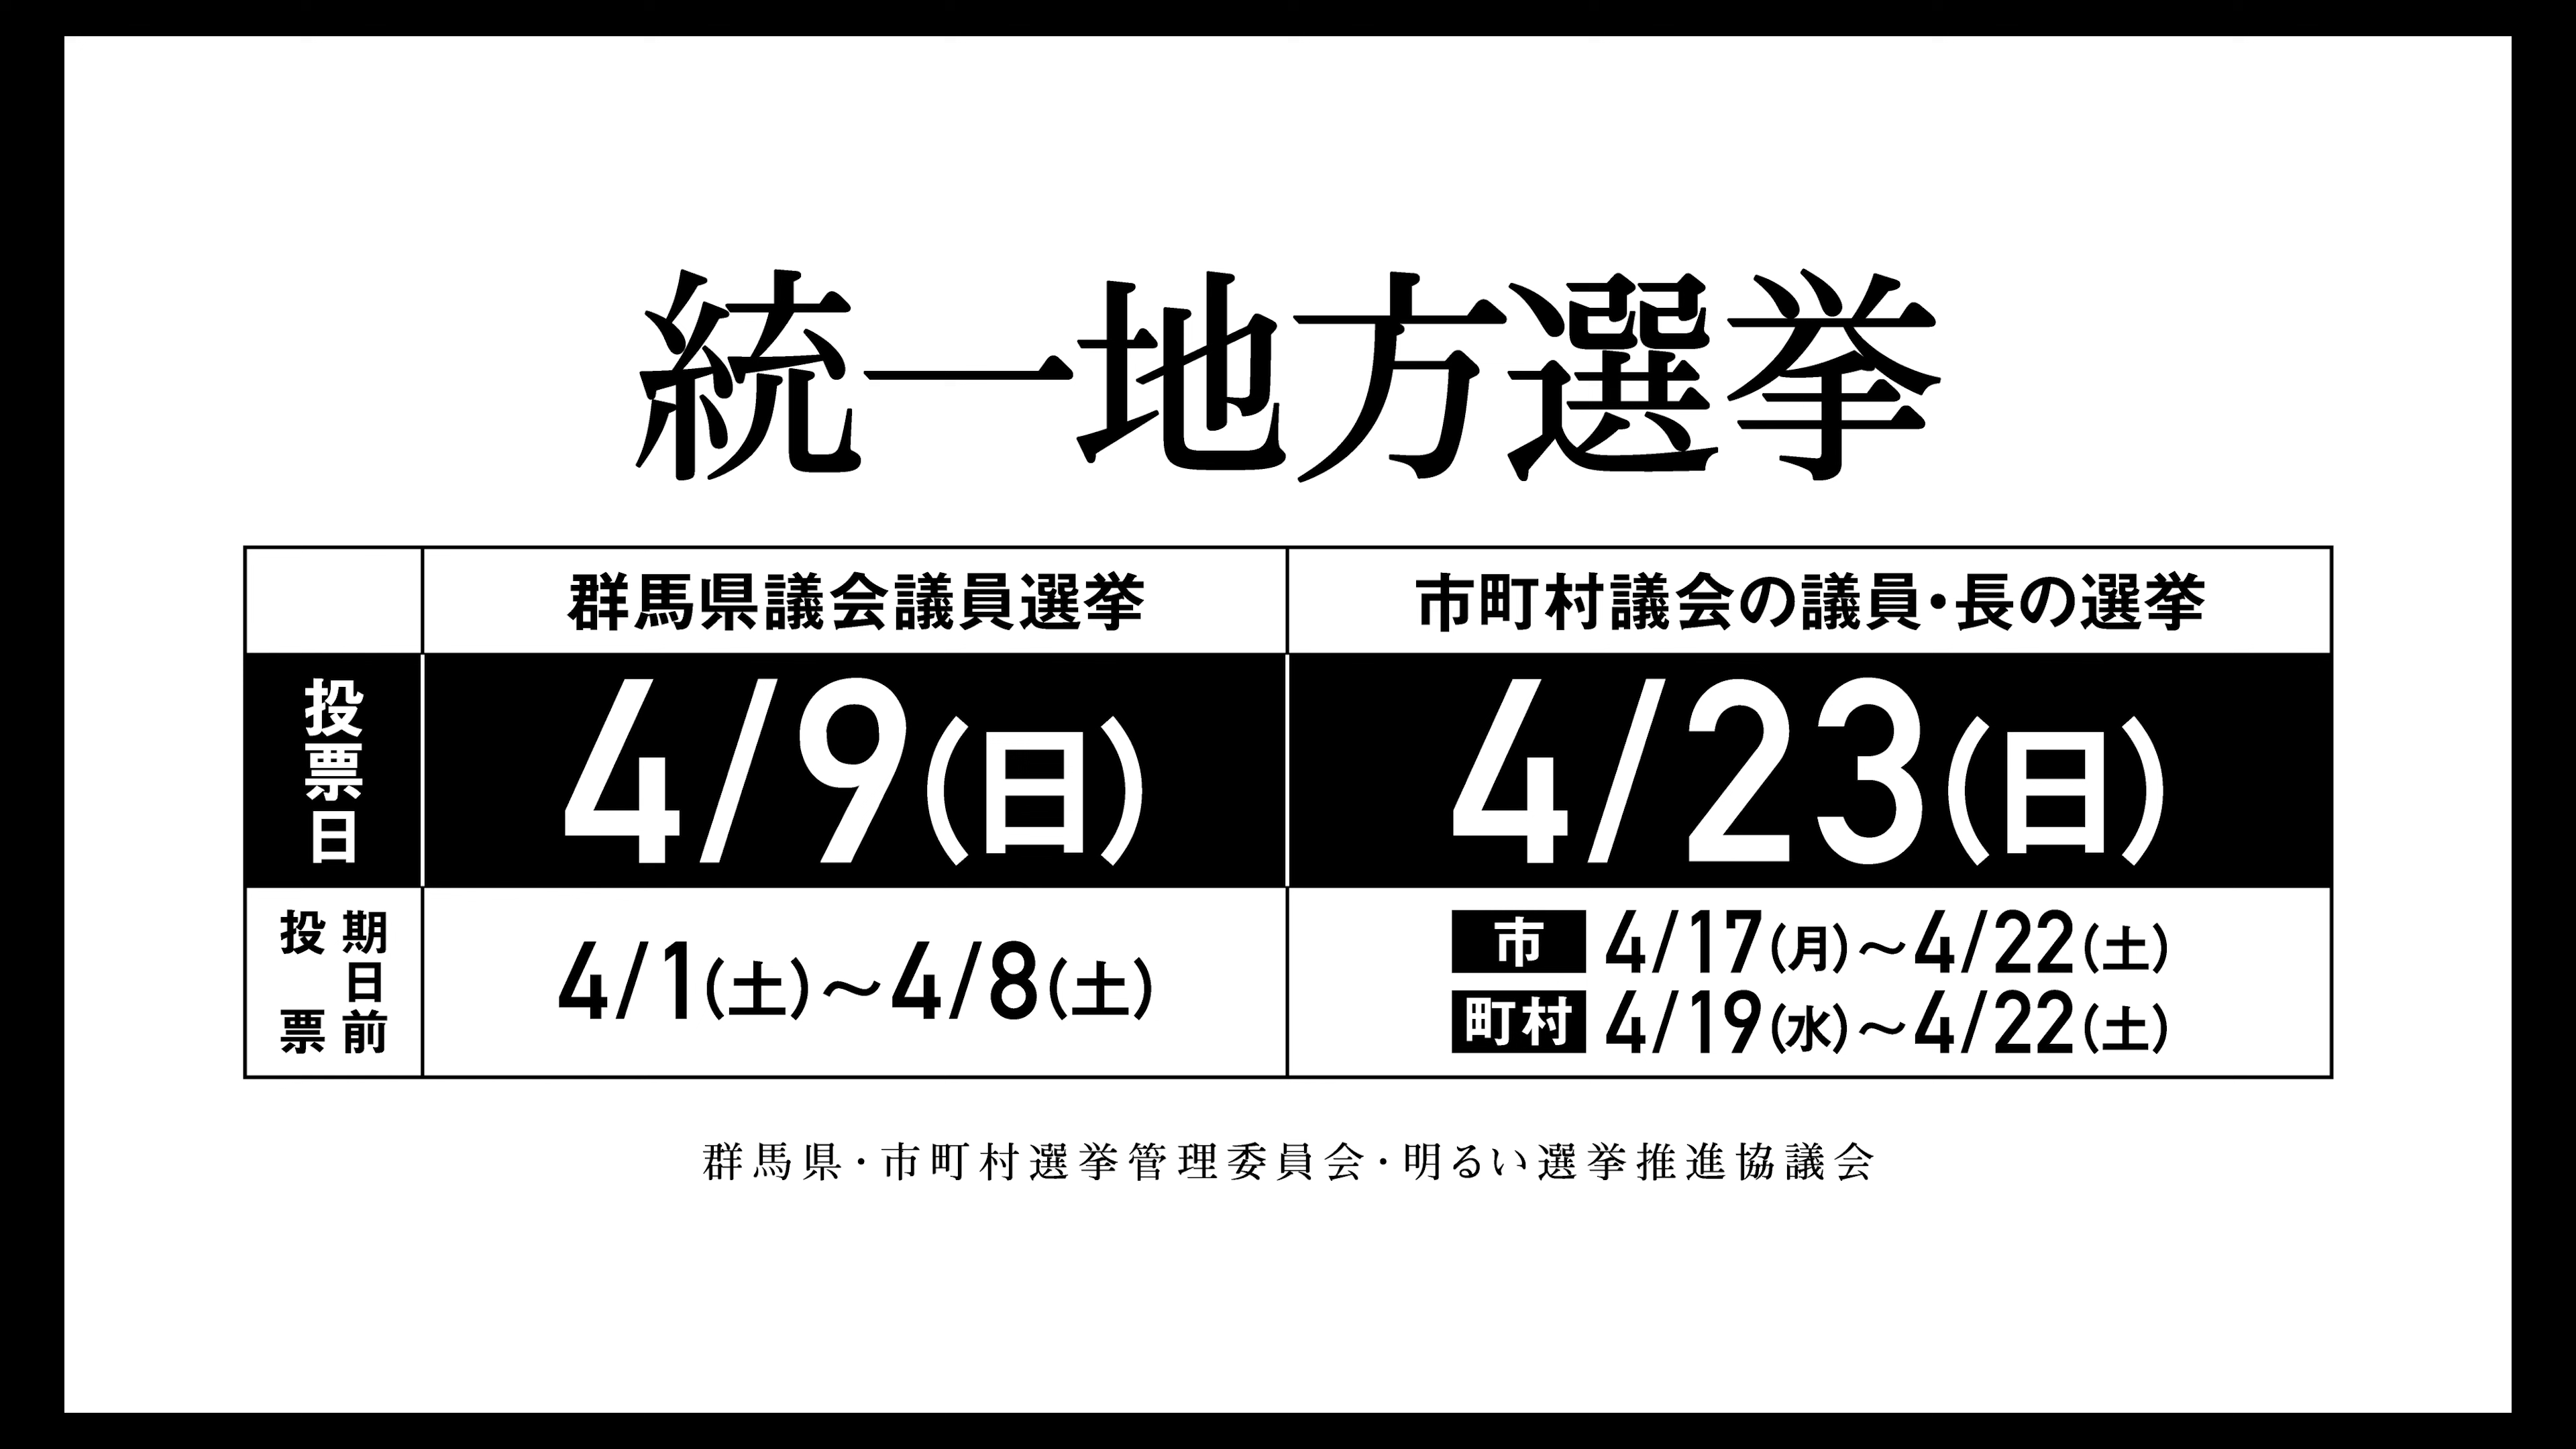 統一地方選挙
群馬県議会議員選挙
市町村議会の議員・長の選挙
投票日
4/9(日)
4/23(日)
期日前
投票
4/1(土)〜4/8(土)
市 4/17(月)〜4/22(土)
町村 4/19(水)〜4/22(土)
群馬県・市町村選挙管理委員会・明るい選挙推進協議会